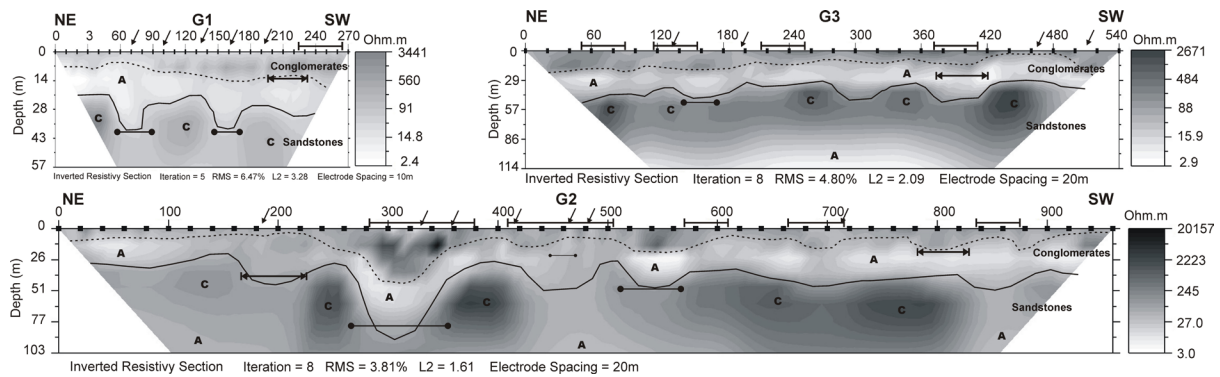 NE G1 SW
Ohm.m
0 3 60 90 120 150 180 210 240 270
Depth (m)
0
14
28
43
57
A
Conglomerates
C
C
C Sandstones
3441
560
91
14.8
2.4
Inverted Resistivy Section Iteration = 5 RMS = 6.47% L2 = 3.28 Electrode Spacing = 10m
NE G3 SW
Ohm.m
0 60 120 180 240 300 360 420 480 540
Depth (m)
0
29
57
86
114
A
A
Conglomerates
C
C
C
C
C
Sandstones
A
2671
484
88
15.9
2.9
Inverted Resistivy Section Iteration = 8 RMS = 4.80% L2 = 2.09 Electrode Spacing = 20m
NE G2 SW
Ohm.m
0 100 200 300 400 500 600 700 800 900
Depth (m)
0
26
51
77
103
A
A
A
Conglomerates
C
A
C
C
C
C
Sandstones
A
A
A
20157
2223
245
27.0
3.0
Inverted Resistivy Section Iteration = 8 RMS = 3.81% L2 = 1.61 Electrode Spacing = 20m